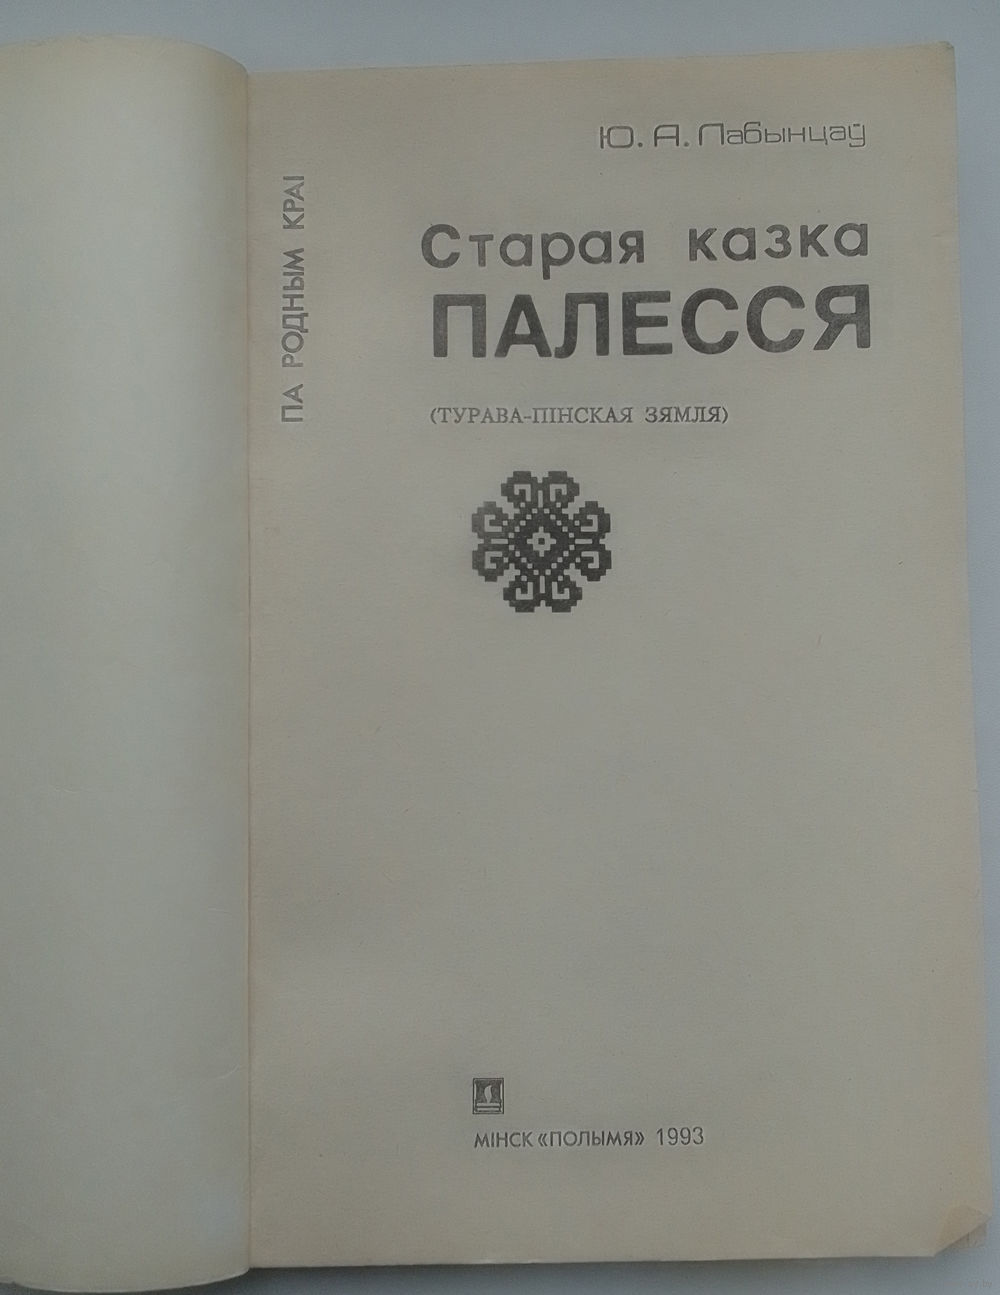 Ю. А. Лабынцаў
ПА РОДНЫМ КРАІ
Старая казка
ПАЛЕССЯ
(ТУРАВА-ПІНСКАЯ ЗЯМЛЯ)
МІНСК «ПОЛЫМЯ» 1993